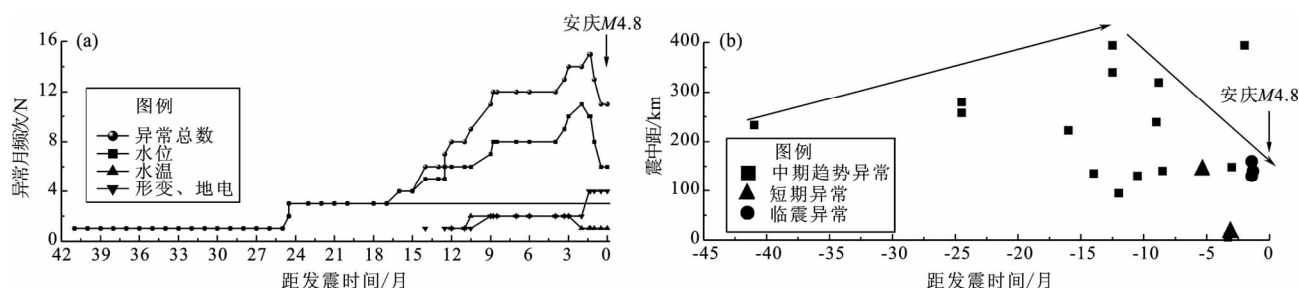 安庆M4.8
(a)
异常月频次/N
16
12
8
4
0
图例
异常总数
水位
水温
形变、地电
42 39 36 33 30 27 24 21 18 15 12 9 6 3 0
距发震时间/月
(b)
震中距/km
400
300
200
100
0
安庆M4.8
图例
中期趋势异常
短期异常
临震异常
-45 -40 -35 -30 -25 -20 -15 -10 -5 0
距发震时间/月